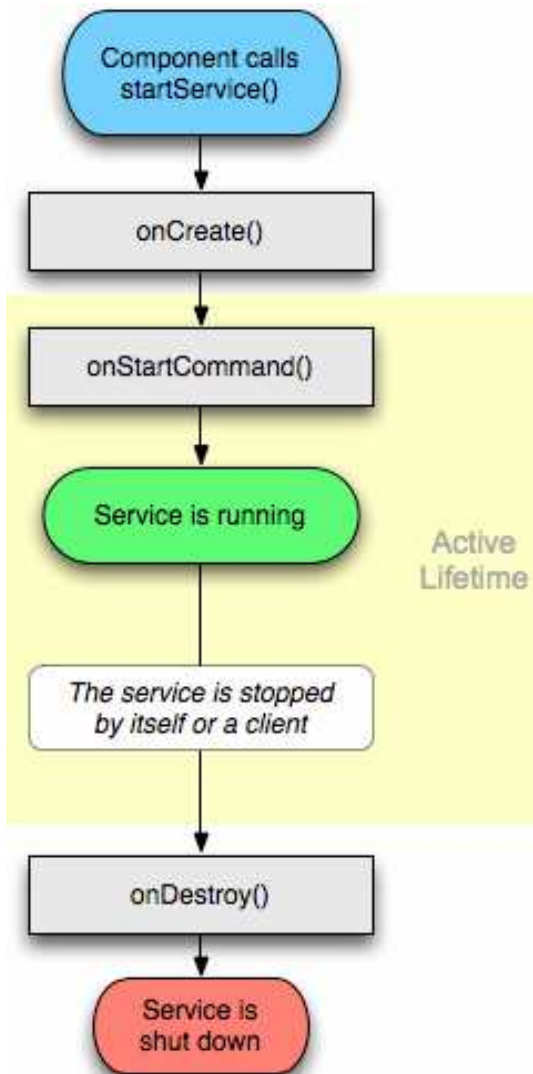 Component calls
startService()
onCreate()
onStartCommand()
Service is running
Active
Lifetime
The service is stopped
by itself or a client
onDestroy()
Service is
shut down